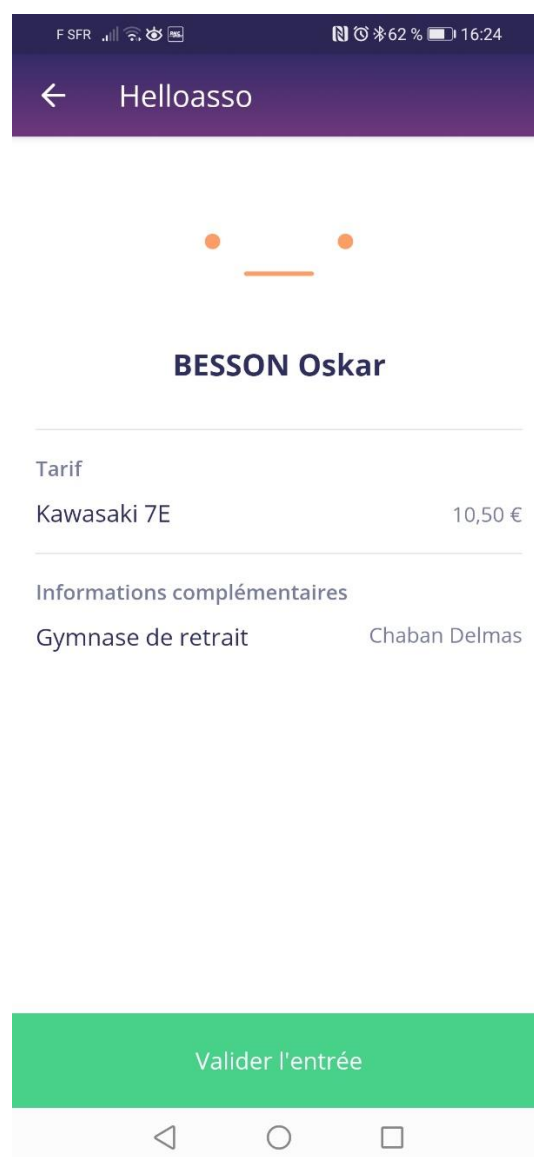 F SFR 62 % 16:24
Helloasso
BESSON Oskar
Tarif
Kawasaki 7E 10,50 €
Informations complémentaires
Gymnase de retrait Chaban Delmas
Valider l'entrée